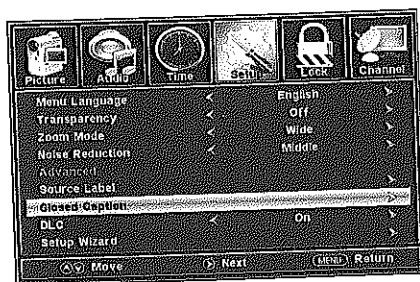 Picture Audio Time Setup Lock Channel
Menu Language English
Transparency Off
Zoom Mode Wide
Noise Reduction Middle
Advanced
Source Label
Closed Caption
DLC On
Setup Wizard
Move Next MENU Return